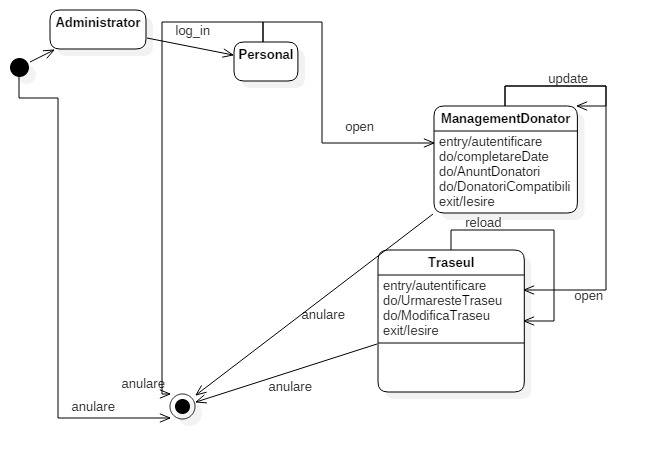 Administrator
log_in
Personal
open
update
ManagementDonator
entry/autentificare
do/completareDate
do/AnuntDonatori
do/DonatoriCompatibili
exit/Iesire
reload
Traseul
entry/autentificare
do/UrmaresteTraseu
do/ModificaTraseu
exit/Iesire
open
anulare
anulare
anulare
anulare